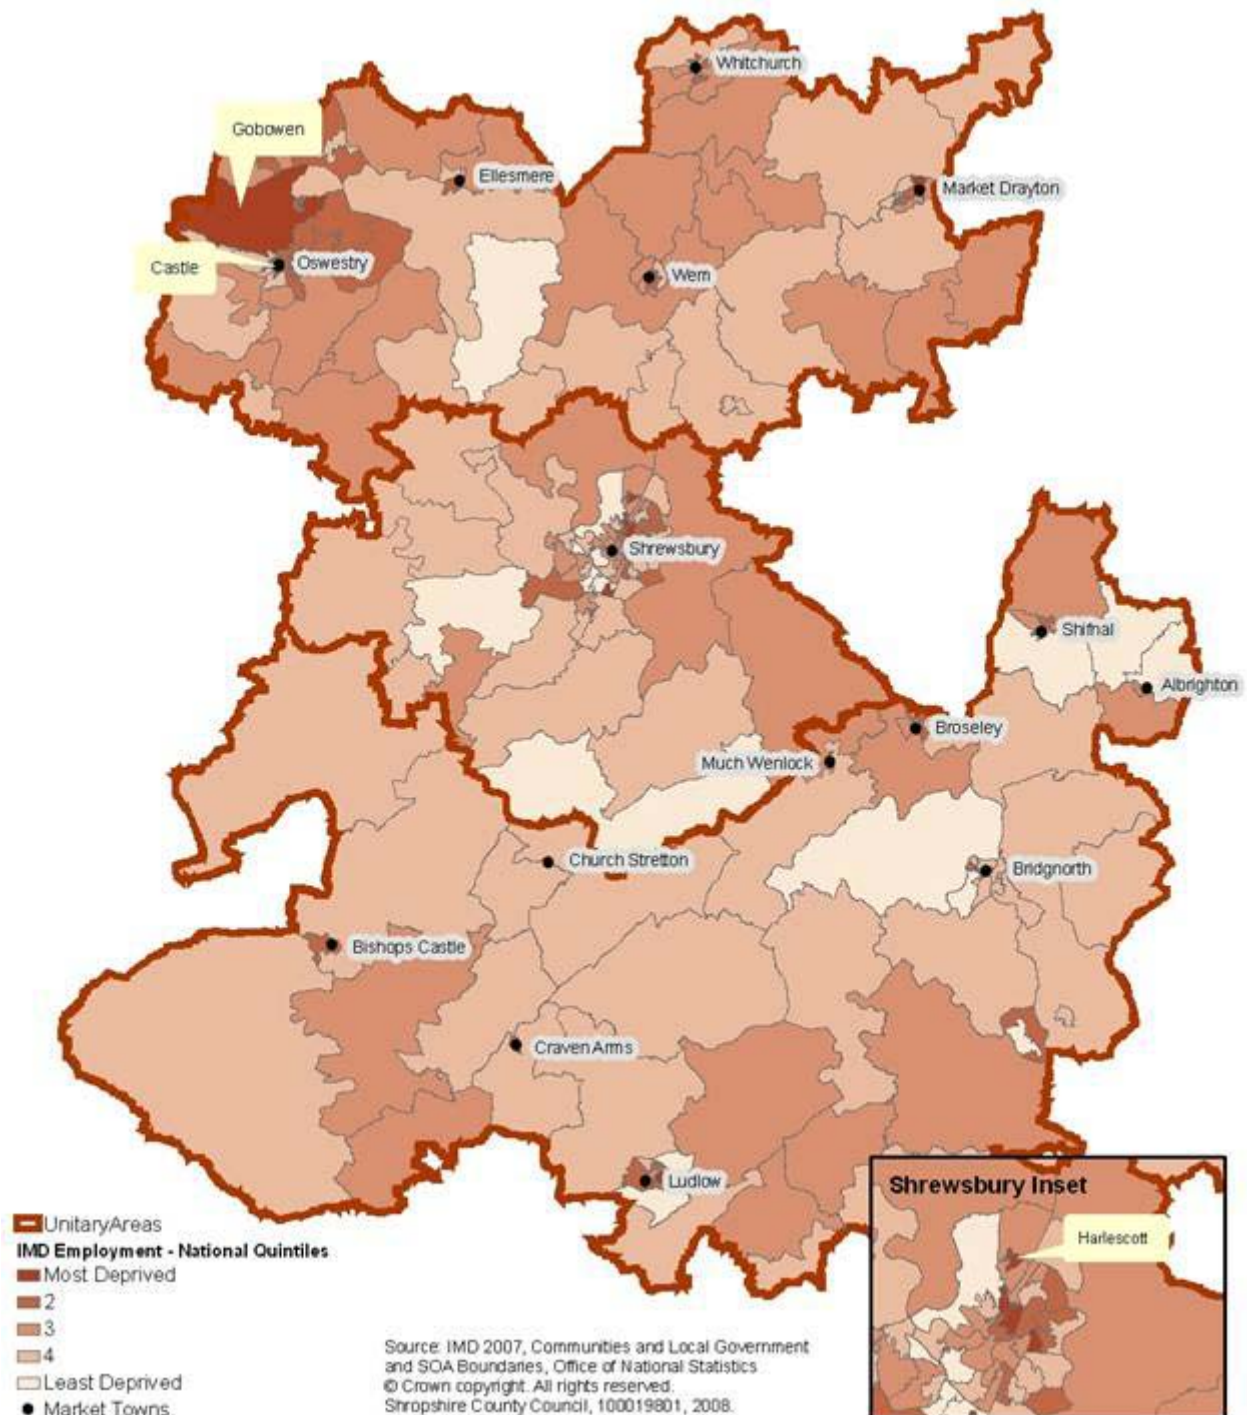 Whitchurch
Gobowen
Ellesmere
Market Drayton
Castle
Oswestry
Wem
Shrewsbury
Shifnal
Albrighton
Broseley
Much Wenlock
Church Stretton
Bridgnorth
Bishops Castle
Craven Arms
Ludlow
Shrewsbury Inset
Harlescott
UnitaryAreas
IMD Employment - National Quintiles
Most Deprived
2
3
4
Least Deprived
Market Towns
Source: IMD 2007, Communities and Local Government
and SOA Boundaries, Office of National Statistics
© Crown copyright. All rights reserved.
Shropshire County Council, 100019801, 2008.